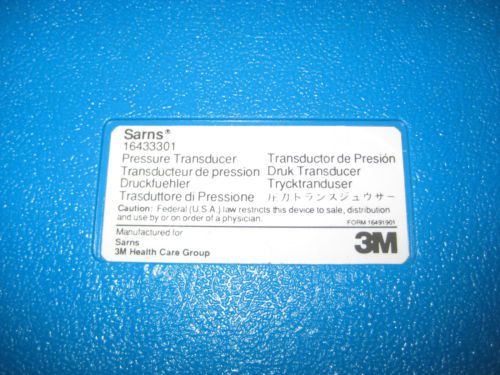 Sarns®
16433301
Pressure Transducer Transductor de Presión
Transducteur de pression Druk Transducer
Druckfuehler Trycktranduser
Trasduttore di Pressione 圧力トランスジュウサー
Caution: Federal (U.S.A.) law restricts this device to sale, distribution
and use by or on order of a physician.
FORM 16491901
Manufactured for
Sarns
3M Health Care Group
3M